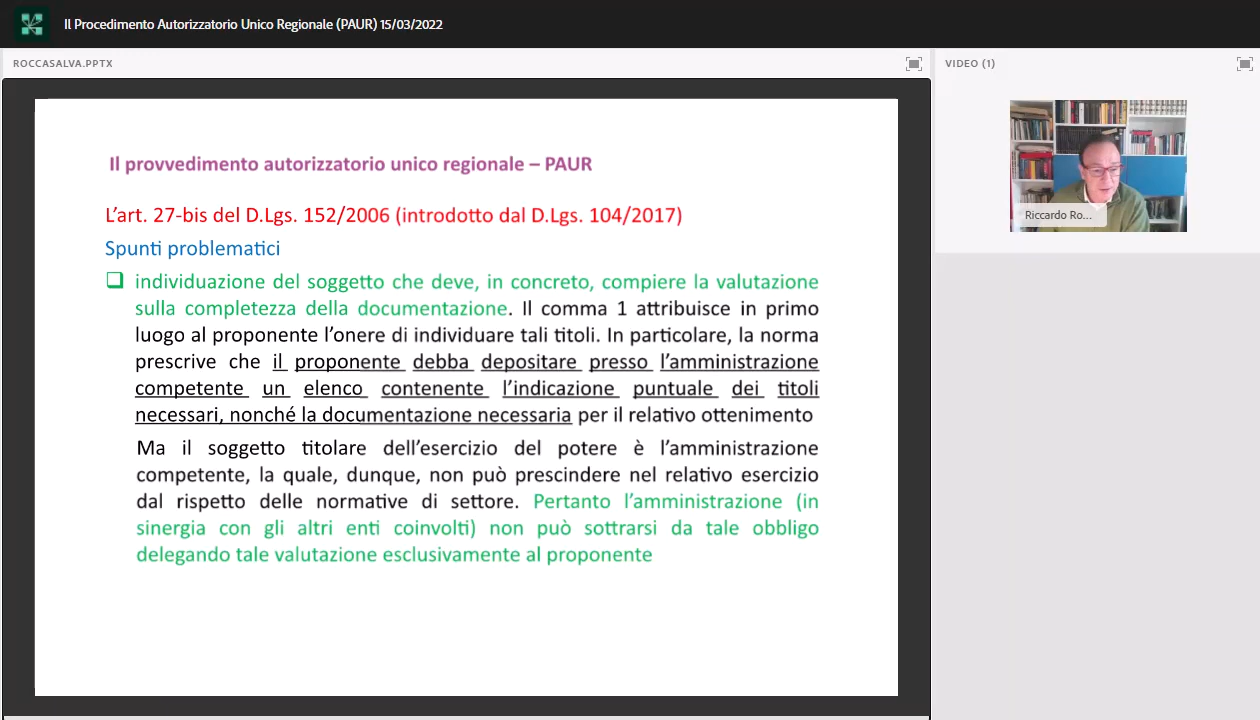 Il Procedimento Autorizzatorio Unico Regionale (PAUR) 15/03/2022
ROCCASALVA.PPTX
VIDEO (1)
Il provvedimento autorizzatorio unico regionale – PAUR
L’art. 27-bis del D.Lgs. 152/2006 (introdotto dal D.Lgs. 104/2017)
Spunti problematici
individuazione del soggetto che deve, in concreto, compiere la valutazione
sulla completezza della documentazione. Il comma 1 attribuisce in primo
luogo al proponente l’onere di individuare tali titoli. In particolare, la norma
prescrive che il proponente debba depositare presso l’amministrazione
competente un elenco contenente l’indicazione puntuale dei titoli
necessari, nonché la documentazione necessaria per il relativo ottenimento
Ma il soggetto titolare dell’esercizio del potere è l’amministrazione
competente, la quale, dunque, non può prescindere nel relativo esercizio
dal rispetto delle normative di settore. Pertanto l’amministrazione (in
sinergia con gli altri enti coinvolti) non può sottrarsi da tale obbligo
delegando tale valutazione esclusivamente al proponente
Riccardo Ro...